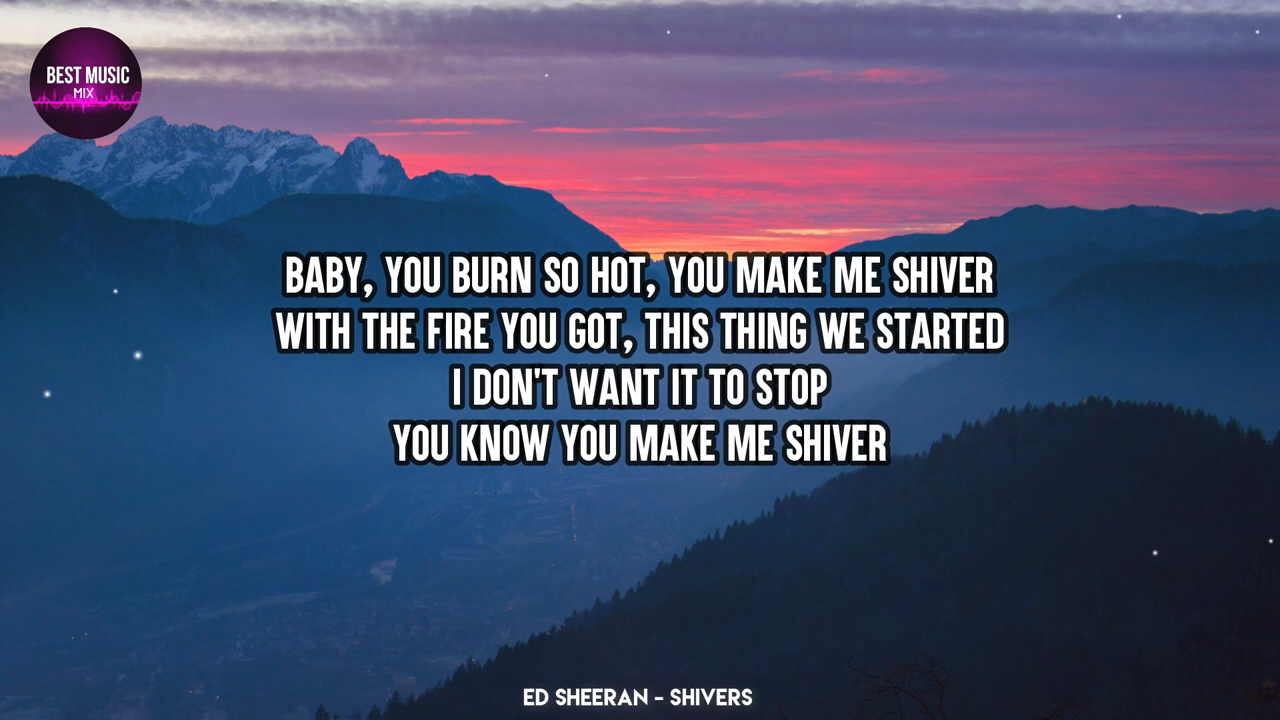 BEST MUSIC
MIX
BABY, YOU BURN SO HOT, YOU MAKE ME SHIVER
WITH THE FIRE YOU GOT, THIS THING WE STARTED
I DON'T WANT IT TO STOP
YOU KNOW YOU MAKE ME SHIVER
ED SHEERAN - SHIVERS